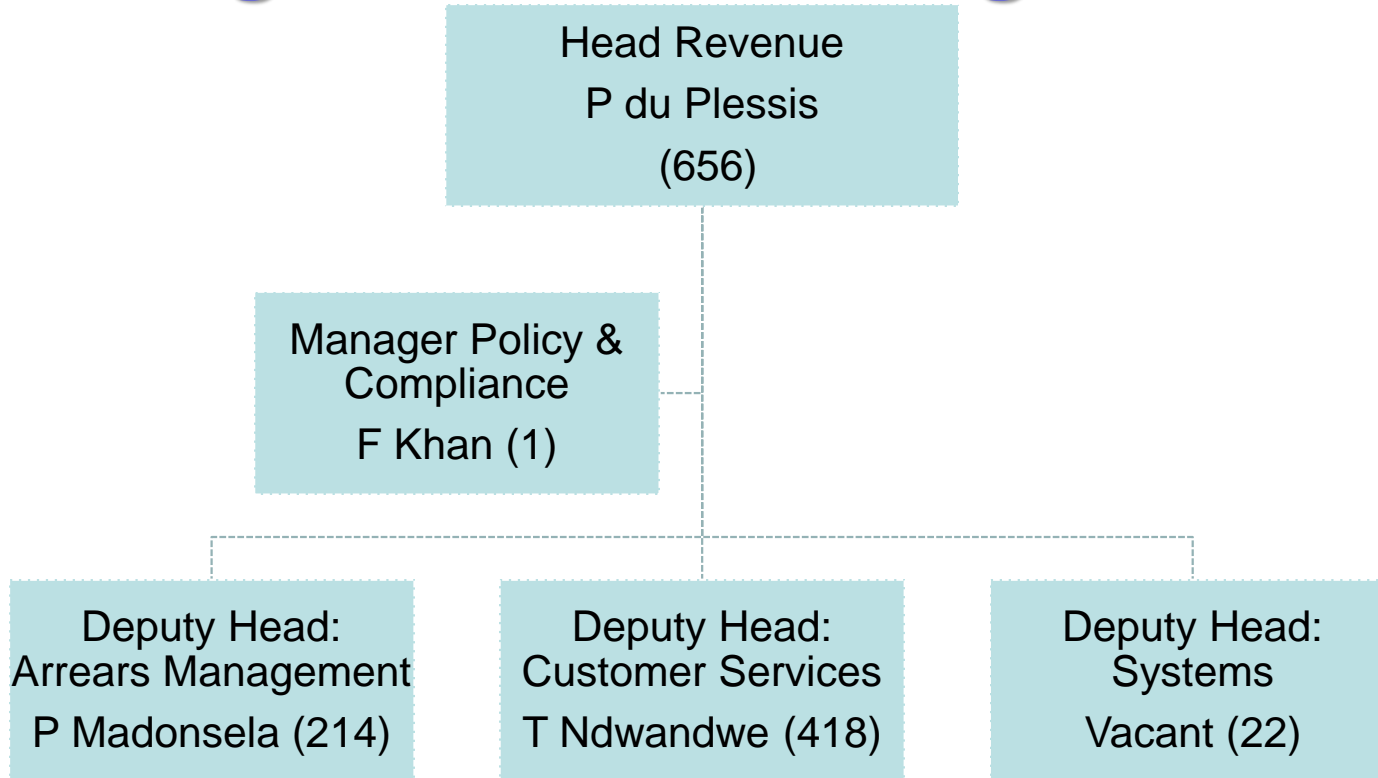 Head Revenue
P du Plessis
(656)
Manager Policy &
Compliance
F Khan (1)
Deputy Head:
Arrears Management
P Madonsela (214)
Deputy Head:
Customer Services
T Ndwandwe (418)
Deputy Head:
Systems
Vacant (22)